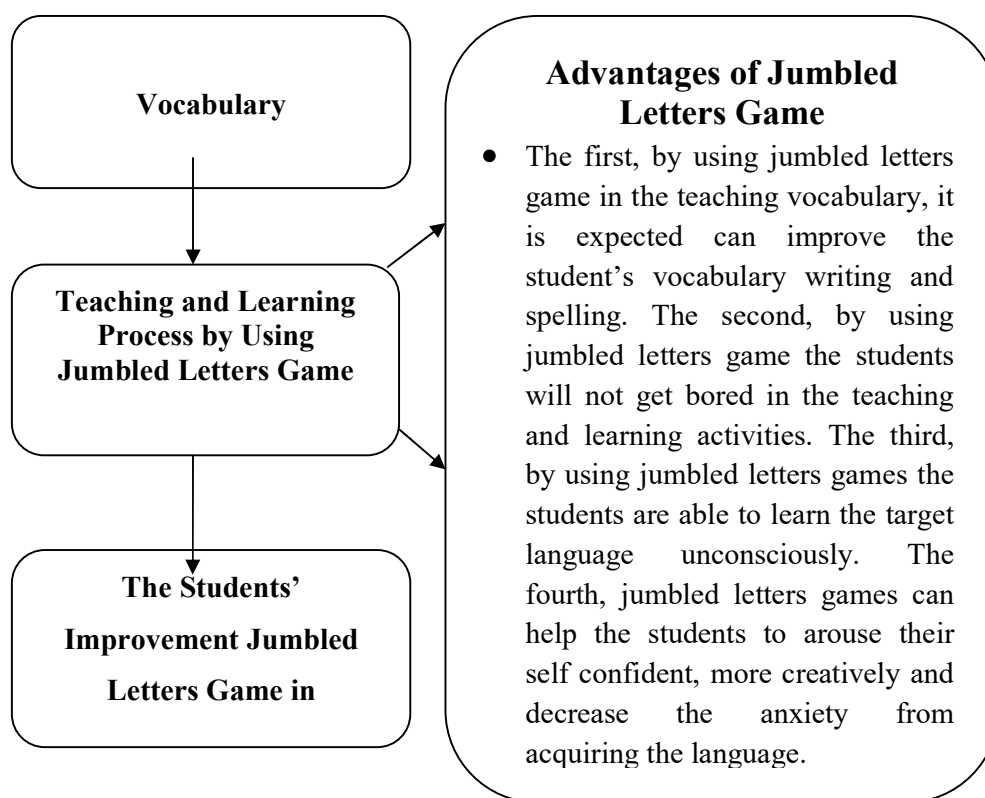 Vocabulary
Teaching and Learning
Process by Using
Jumbled Letters Game
The Students’
Improvement Jumbled
Letters Game in
Advantages of Jumbled
Letters Game
• The first, by using jumbled letters
game in the teaching vocabulary, it
is expected can improve the
student’s vocabulary writing and
spelling. The second, by using
jumbled letters game the students
will not get bored in the teaching
and learning activities. The third,
by using jumbled letters games the
students are able to learn the target
language unconsciously. The
fourth, jumbled letters games can
help the students to arouse their
self confident, more creatively and
decrease the anxiety from
acquiring the language.